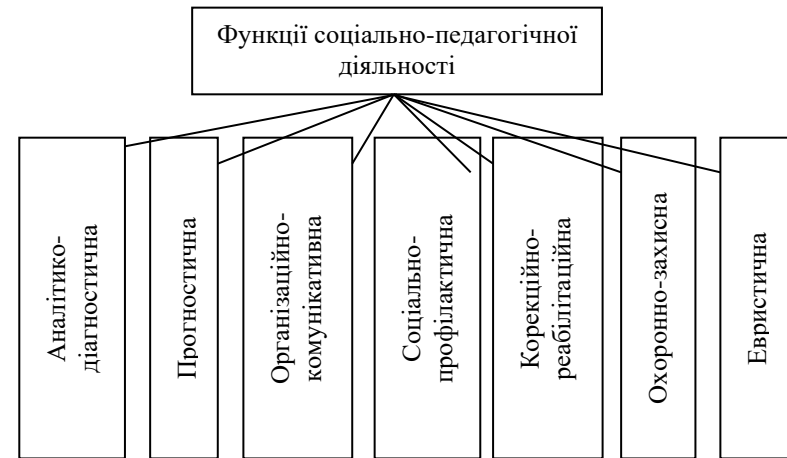 Функції соціально-педагогічної
діяльності
Аналітико-
діагностична
Прогностична
Організаційно-
комунікативна
Соціально-
профілактична
Корекційно-
реабілітаційна
Охоронно-захисна
Евристична